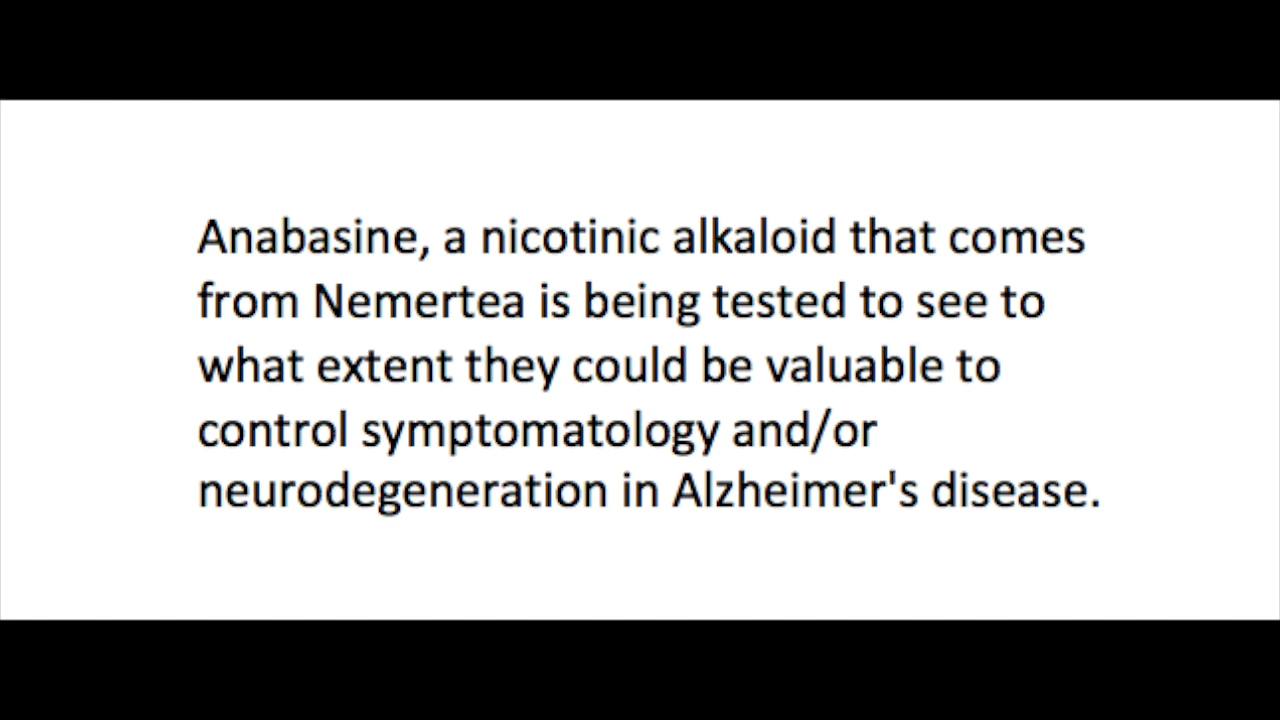 Anabasine, a nicotinic alkaloid that comes
from Nemertea is being tested to see to
what extent they could be valuable to
control symptomatology and/or
neurodegeneration in Alzheimer's disease.